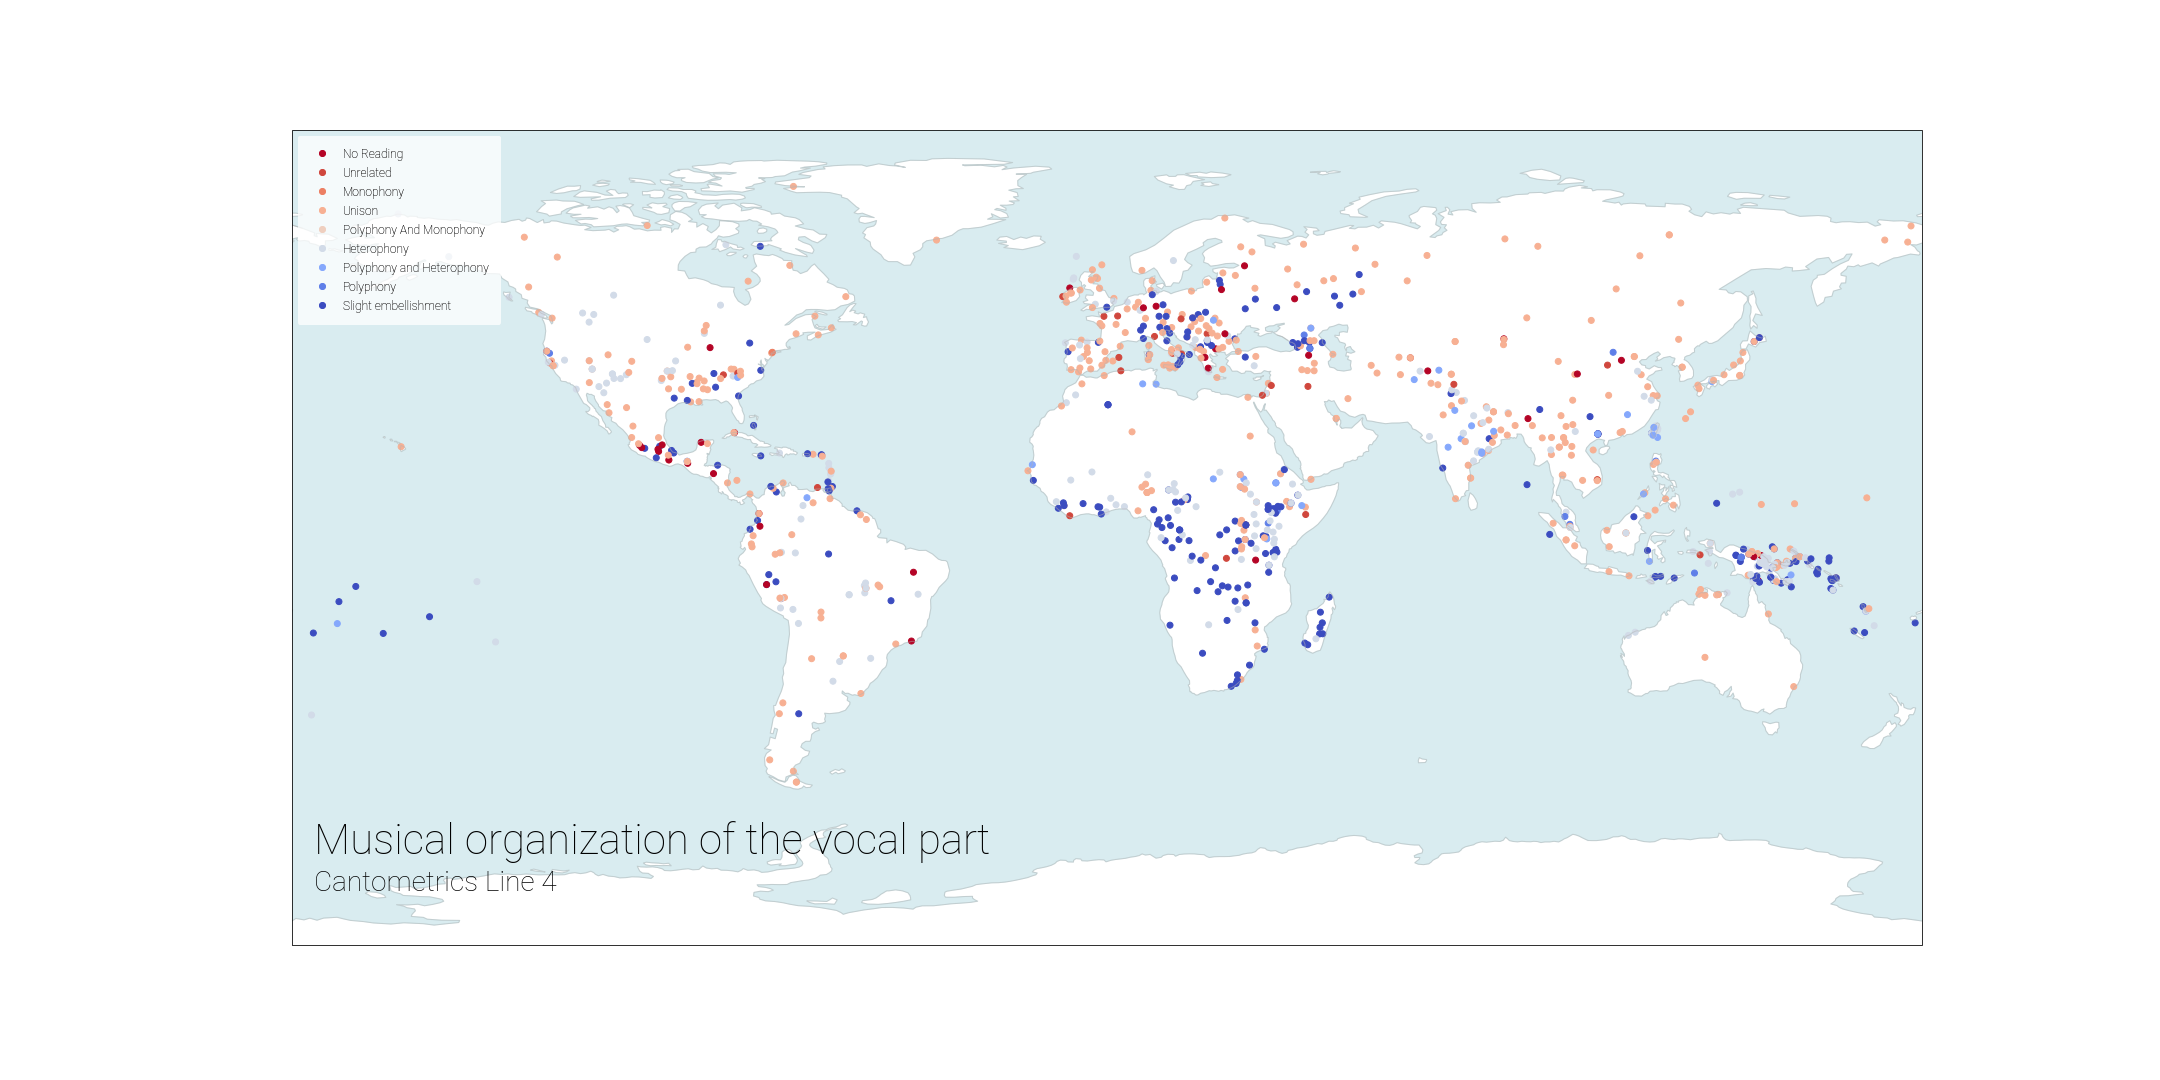 No Reading
Unrelated
Monophony
Unison
Polyphony And Monophony
Heterophony
Polyphony and Heterophony
Polyphony
Slight embellishment
Musical organization of the vocal part
Cantometrics Line 4